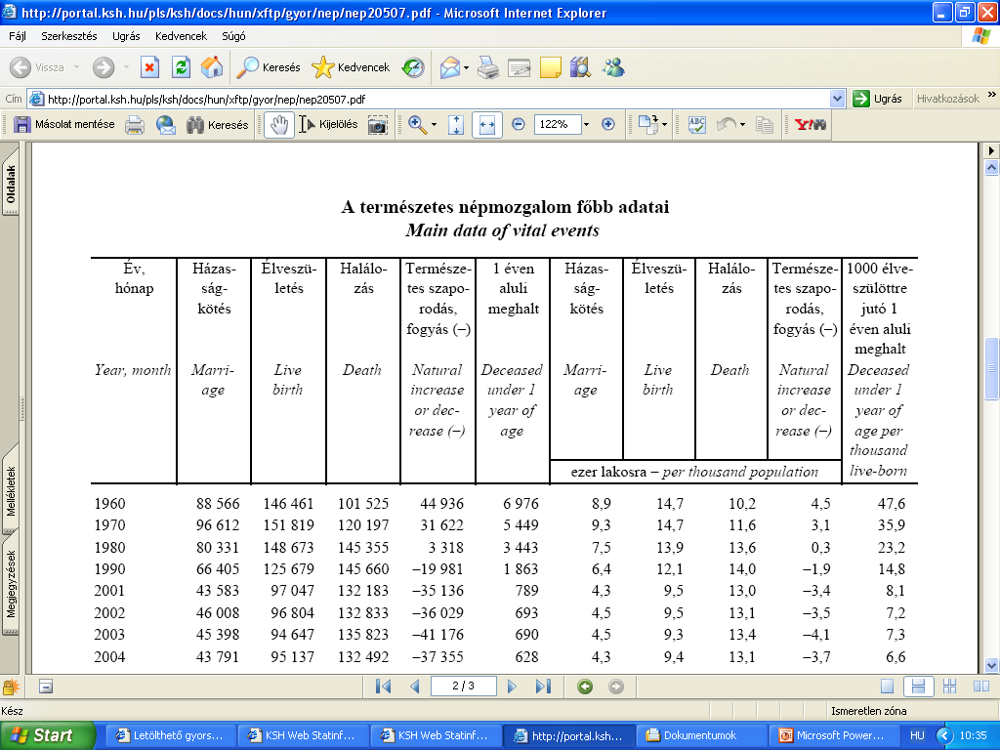 http://portal.ksh.hu/pls/ksh/docs/hun/xftp/gyor/nep/nep20507.pdf - Microsoft Internet Explorer
Fájl Szerkesztés Ugrás Kedvencek Súgó
Vissza Keresés Kedvencek
Cím http://portal.ksh.hu/pls/ksh/docs/hun/xftp/gyor/nep/nep20507.pdf Ugrás Hivatkozások »
Másolat mentése Keresés Kijelölés 122% ABC Y!
Oldalak
Mellékletek
Megjegyzések
A természetes népmozgalom főbb adatai
Main data of vital events
Év, Házas- Élveszü- Halálo- Természe- 1 éven Házas- Élveszü- Halálo- Természe- 1000 élve-
hónap ság- letés zás tes szapo- aluli ság- letés zás tes szapo- szülöttre
kötés rodás, meghalt kötés rodás, jutó 1
fogyás (–) fogyás (–) éven aluli
meghalt
Year, month Marri- Live Death Natural Deceased Marri- Live Death Natural Deceased
age birth increase under 1 age birth increase under 1
or dec- year of or dec- year of
rease (–) age rease (–) age per
thousand
ezer lakosra – per thousand population live-born
1960 88 566 146 461 101 525 44 936 6 976 8,9 14,7 10,2 4,5 47,6
1970 96 612 151 819 120 197 31 622 5 449 9,3 14,7 11,6 3,1 35,9
1980 80 331 148 673 145 355 3 318 3 443 7,5 13,9 13,6 0,3 23,2
1990 66 405 125 679 145 660 –19 981 1 863 6,4 12,1 14,0 –1,9 14,8
2001 43 583 97 047 132 183 –35 136 789 4,3 9,5 13,0 –3,4 8,1
2002 46 008 96 804 132 833 –36 029 693 4,5 9,5 13,1 –3,5 7,2
2003 45 398 94 647 135 823 –41 176 690 4,5 9,3 13,4 –4,1 7,3
2004 43 791 95 137 132 492 –37 355 628 4,3 9,4 13,1 –3,7 6,6
2 / 3
Kész Ismeretlen zóna
Start Letölthető gyors... KSH Web Statinf... KSH Web Statinf... http://portal.ksh... Dokumentumok Microsoft Power... HU 10:35